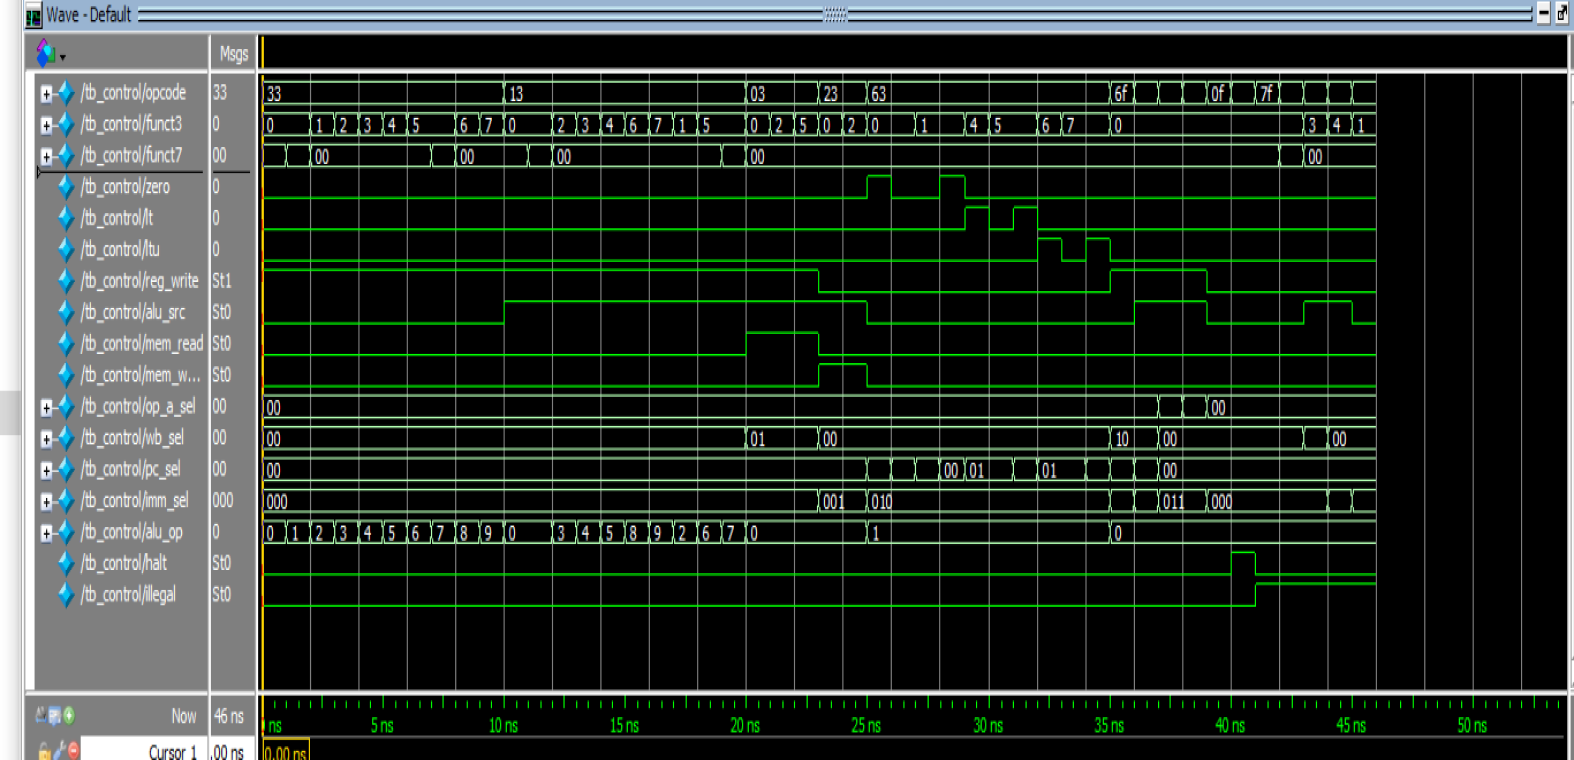 Wave - Default
Msgs
/tb_control/opcode 33 33 13 03 23 63 6f 0f 7f
/tb_control/funct3 0 0 1 2 3 4 5 6 7 0 2 3 4 6 7 1 5 0 2 5 0 2 0 1 4 5 6 7 0 3 4 1
/tb_control/funct7 00 00 00 00 00 00
/tb_control/zero 0
/tb_control/lt 0
/tb_control/ltu 0
/tb_control/reg_write St1
/tb_control/alu_src St0
/tb_control/mem_read St0
/tb_control/mem_w... St0
/tb_control/op_a_sel 00 00 00
/tb_control/wb_sel 00 00 01 00 10 00 00
/tb_control/pc_sel 00 00 00 01 01 00
/tb_control/imm_sel 000 000 001 010 011 000
/tb_control/alu_op 0 0 1 2 3 4 5 6 7 8 9 0 3 4 5 8 9 2 6 7 0 1 0
/tb_control/halt St0
/tb_control/illegal St0
Now 46 ns ns 5 ns 10 ns 15 ns 20 ns 25 ns 30 ns 35 ns 40 ns 45 ns 50 ns
Cursor 1 .00 ns 0.00 ns